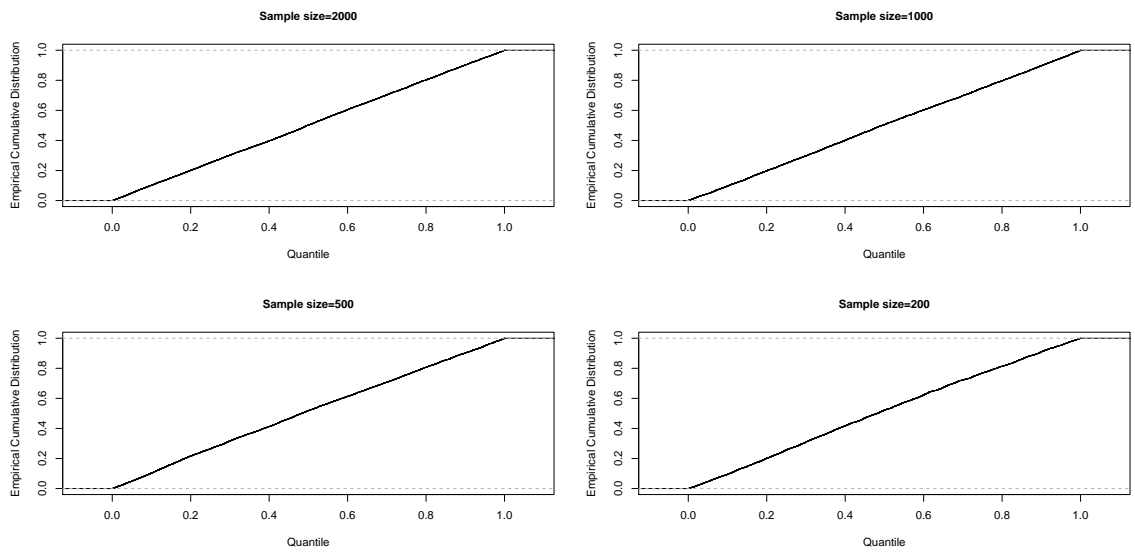 Sample size=2000
Empirical Cumulative Distribution
0.0 0.2 0.4 0.6 0.8 1.0
0.0 0.2 0.4 0.6 0.8 1.0
Quantile
Sample size=1000
Empirical Cumulative Distribution
0.0 0.2 0.4 0.6 0.8 1.0
0.0 0.2 0.4 0.6 0.8 1.0
Quantile
Sample size=500
Empirical Cumulative Distribution
0.0 0.2 0.4 0.6 0.8 1.0
0.0 0.2 0.4 0.6 0.8 1.0
Quantile
Sample size=200
Empirical Cumulative Distribution
0.0 0.2 0.4 0.6 0.8 1.0
0.0 0.2 0.4 0.6 0.8 1.0
Quantile